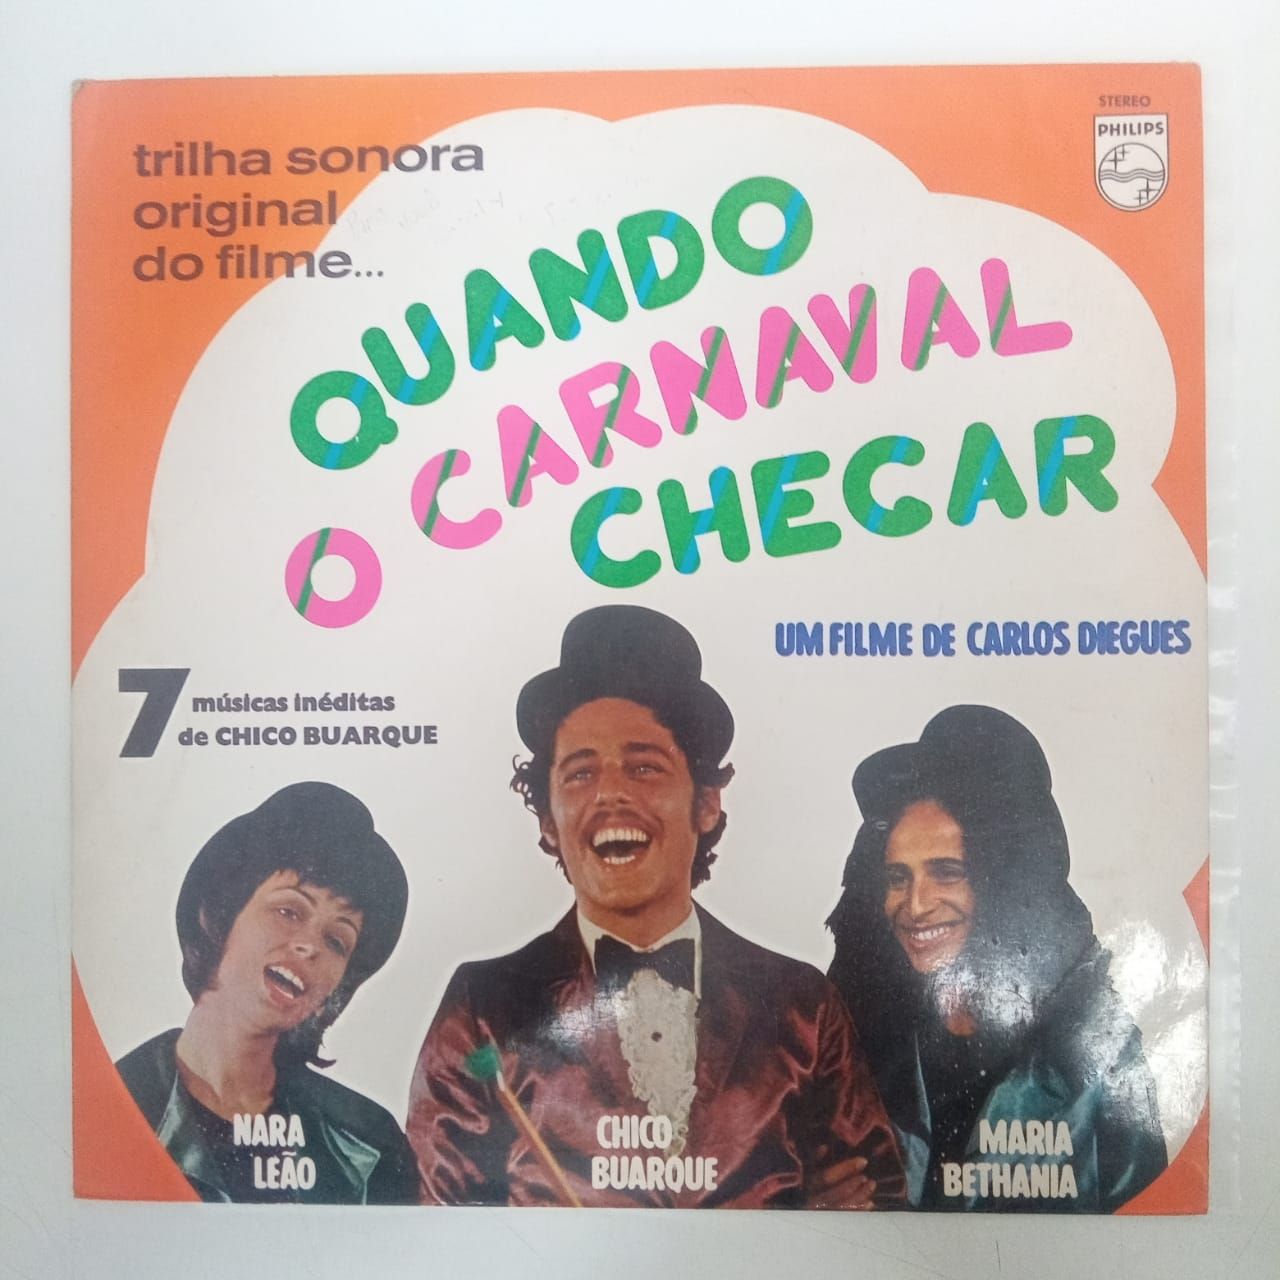 STEREO
PHILIPS
trilha sonora
original
do filme...
QUANDO
O CARNAVAL
CHEGAR
UM FILME DE CARLOS DIEGUES
7 músicas inéditas
de CHICO BUARQUE
NARA
LEÃO
CHICO
BUARQUE
MARIA
BETHANIA